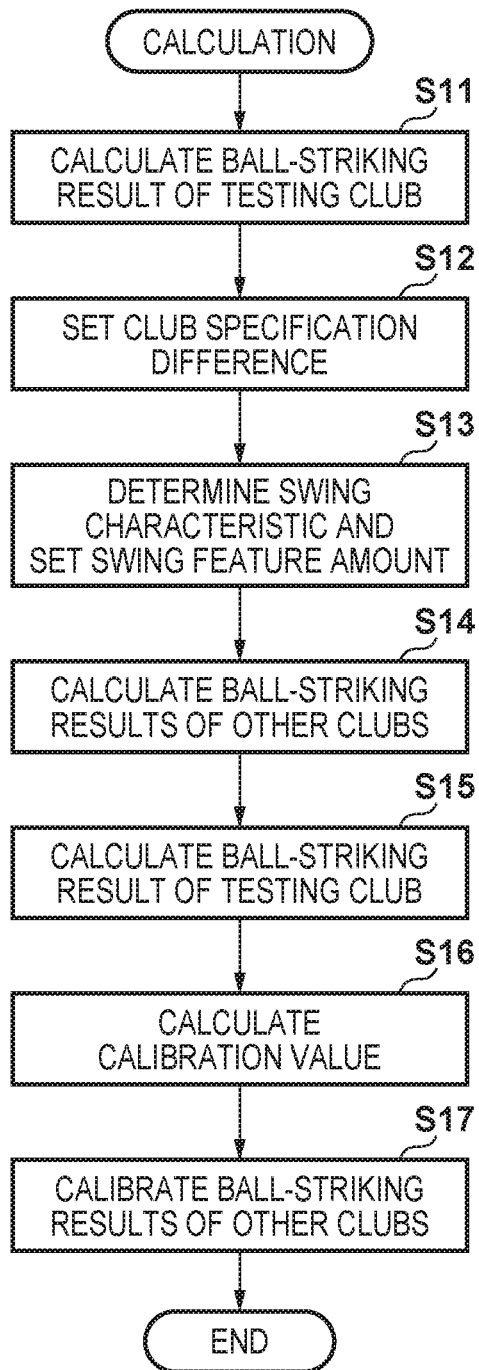 CALCULATION
S11
CALCULATE BALL-STRIKING
RESULT OF TESTING CLUB
S12
SET CLUB SPECIFICATION
DIFFERENCE
S13
DETERMINE SWING
CHARACTERISTIC AND
SET SWING FEATURE AMOUNT
S14
CALCULATE BALL-STRIKING
RESULTS OF OTHER CLUBS
S15
CALCULATE BALL-STRIKING
RESULT OF TESTING CLUB
S16
CALCULATE
CALIBRATION VALUE
S17
CALIBRATE BALL-STRIKING
RESULTS OF OTHER CLUBS
END